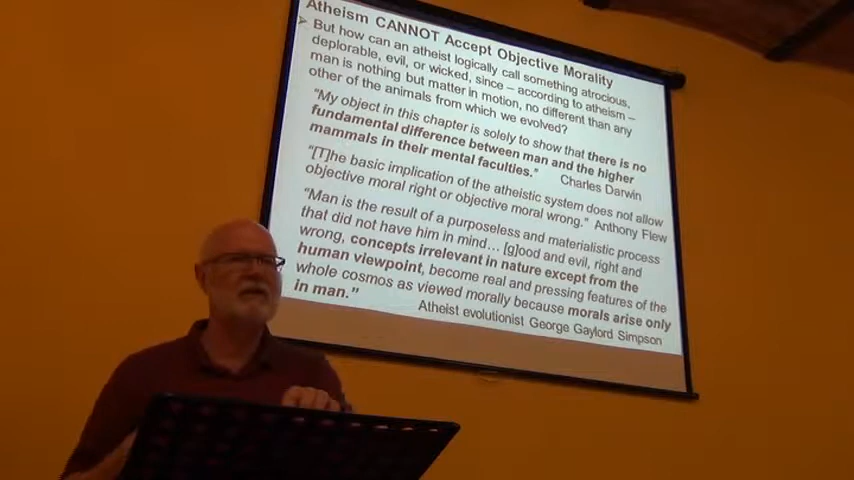 Atheism CANNOT Accept Objective Morality
➢ But how can an atheist logically call something atrocious,
deplorable, evil, or wicked, since – according to atheism –
man is nothing but matter in motion, no different than any
other of the animals from which we evolved?
"My object in this chapter is solely to show that there is no
fundamental difference between man and the higher
mammals in their mental faculties." Charles Darwin
"[T]he basic implication of the atheistic system does not allow
objective moral right or objective moral wrong." Anthony Flew
"Man is the result of a purposeless and materialistic process
that did not have him in mind… [g]ood and evil, right and
wrong, concepts irrelevant in nature except from the
human viewpoint, become real and pressing features of the
whole cosmos as viewed morally because morals arise only
in man."
Atheist evolutionist George Gaylord Simpson